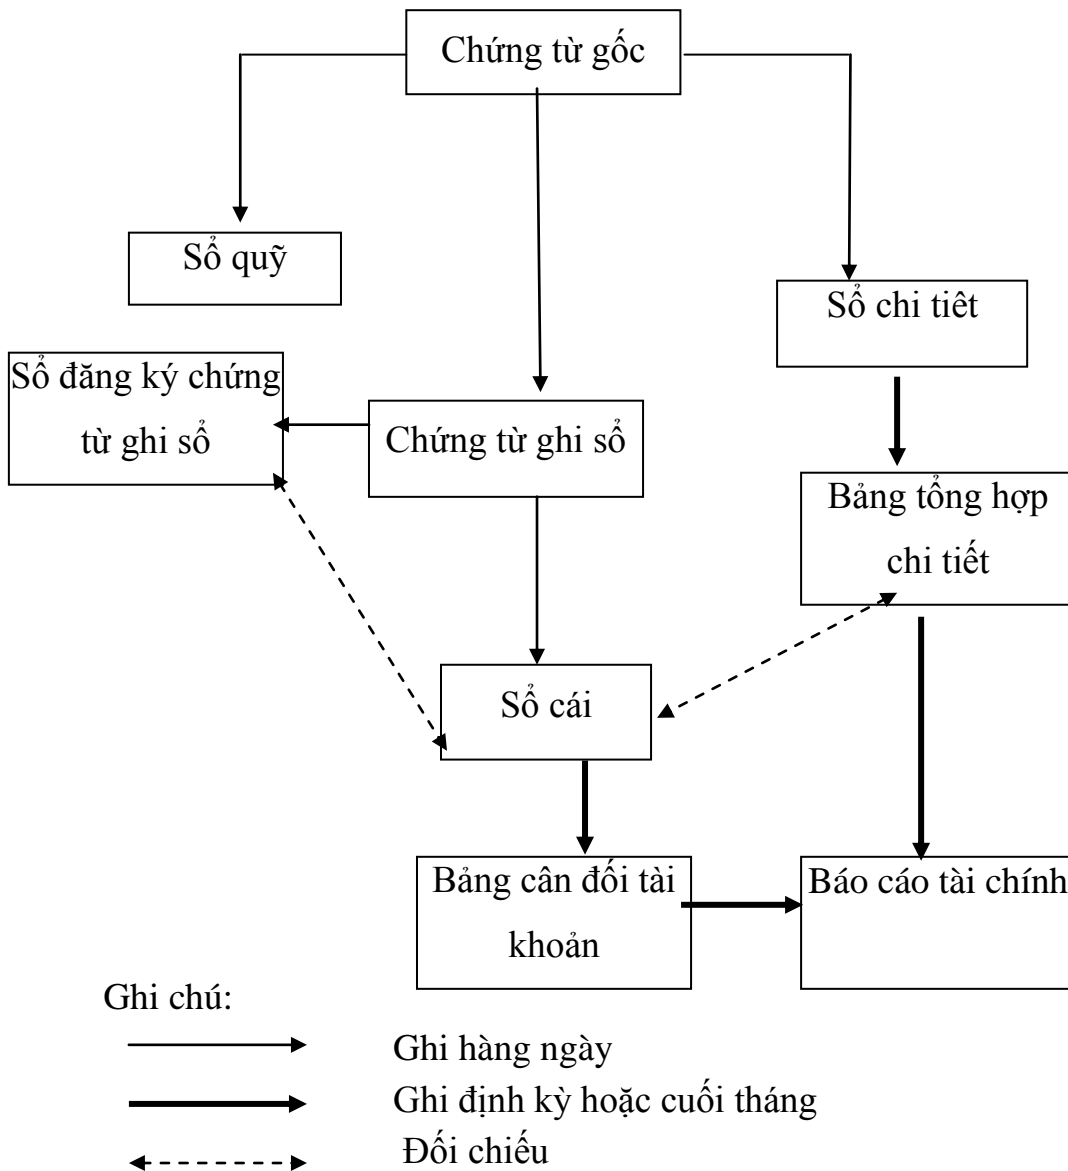 Chứng từ gốc
Sổ quỹ
Sổ chi tiêt
Sổ đăng ký chứng
từ ghi sổ
Chứng từ ghi sổ
Bảng tổng hợp
chi tiết
Sổ cái
Bảng cân đối tài
khoản
Báo cáo tài chính
Ghi chú:
Ghi hàng ngày
Ghi định kỳ hoặc cuối tháng
Đối chiếu